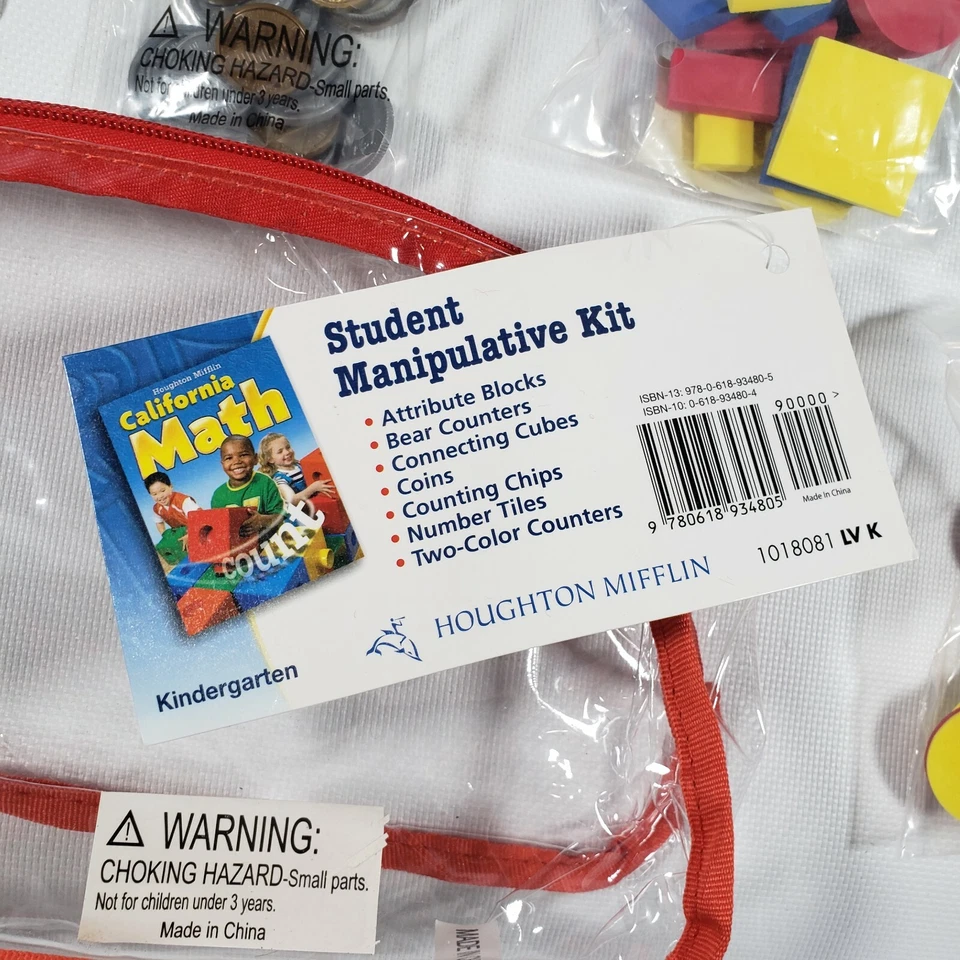 WARNING:
CHOKING HAZARD-Small parts.
Not for children under 3 years.
Made in China
Student
Manipulative Kit
• Attribute Blocks
• Bear Counters
• Connecting Cubes
• Coins
• Counting Chips
• Number Tiles
• Two-Color Counters
Houghton Mifflin
California
Math
count
Kindergarten
ISBN-13: 978-0-618-93480-5
ISBN-10: 0-618-93480-4
90000 >
9 780618 934805
Made in China
1018081 LV K
HOUGHTON MIFFLIN
WARNING:
CHOKING HAZARD-Small parts.
Not for children under 3 years.
Made in China
MADE IN